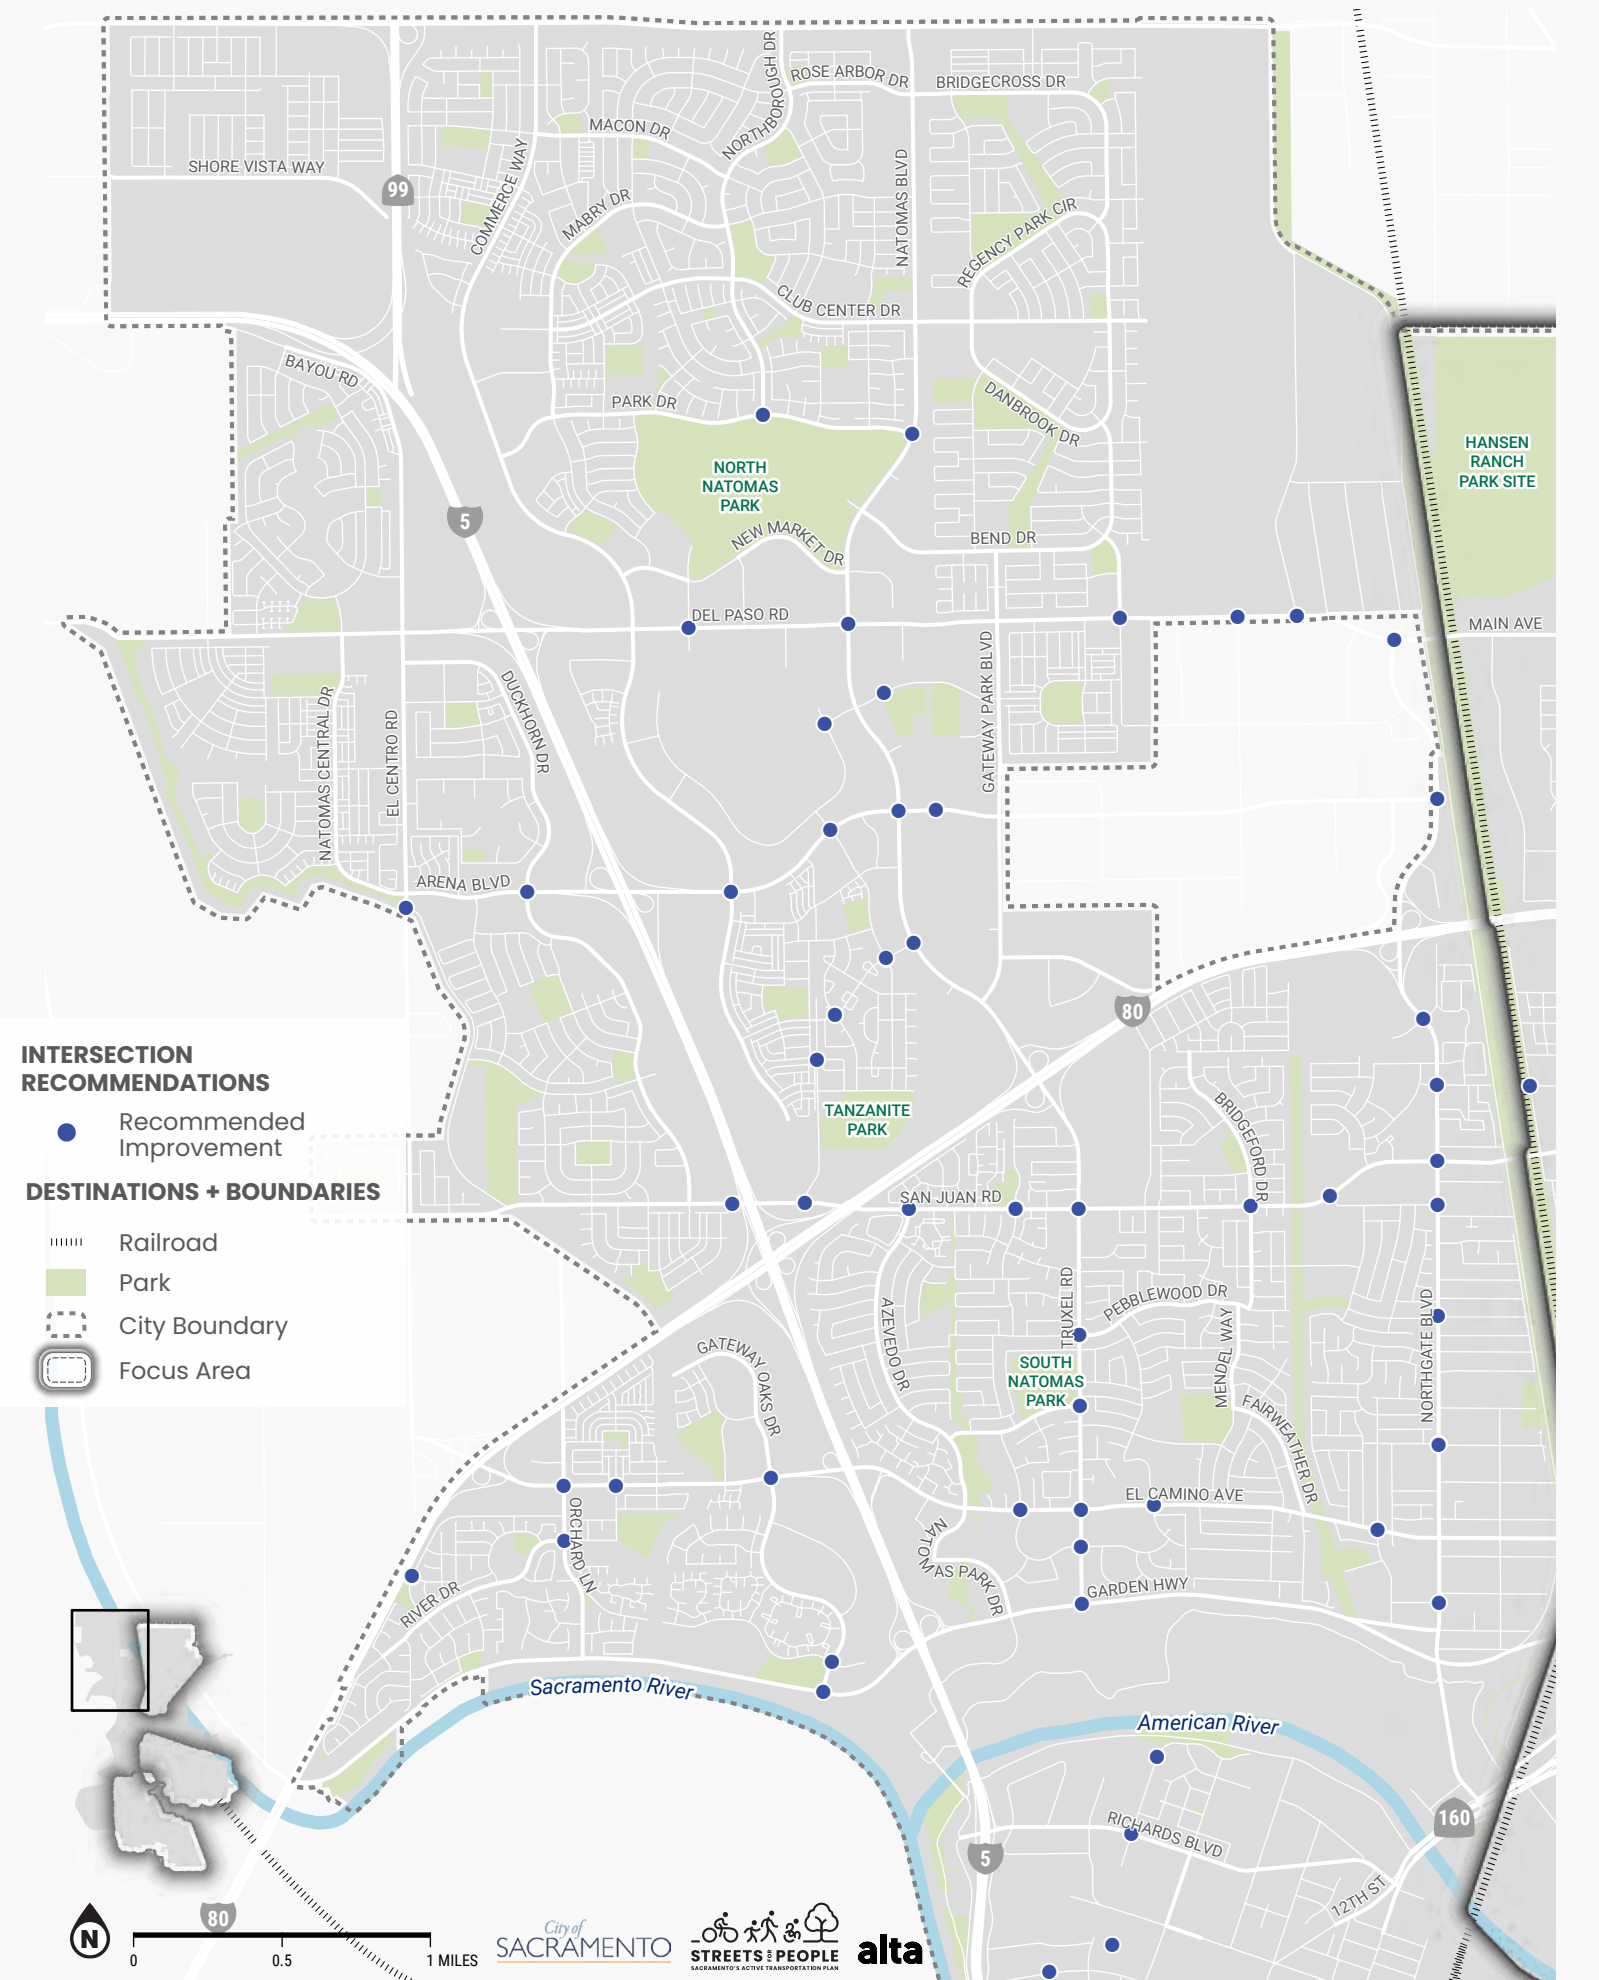 NORTHBOROUGH DR
ROSE ARBOR DR
BRIDGECROSS DR
MACON DR
SHORE VISTA WAY
99
COMMERCE WAY
MABRY DR
NATOMAS BLVD
REGENCY PARK CIR
CLUB CENTER DR
BAYOU RD
PARK DR
DANBROOK DR
HANSEN
RANCH
PARK SITE
NORTH
NATOMAS
PARK
5
NEW MARKET DR
BEND DR
DEL PASO RD
MAIN AVE
GATEWAY PARK BLVD
DUCKHORN DR
NATOMAS CENTRAL DR
EL CENTRO RD
ARENA BLVD
80
INTERSECTION
RECOMMENDATIONS
Recommended
Improvement
DESTINATIONS + BOUNDARIES
Railroad
Park
City Boundary
Focus Area
TANZANITE
PARK
BRIDGEFORD DR
SAN JUAN RD
AZEVEDO DR
TRUXEL RD
PEBBLEWOOD DR
MENDEL WAY
NORTHGATE BLVD
GATEWAY OAKS DR
SOUTH
NATOMAS
PARK
FAIRWEATHER DR
EL CAMINO AVE
ORCHARD LN
NATOMAS PARK DR
GARDEN HWY
RIVER DR
Sacramento River
American River
RICHARDS BLVD
160
5
12TH ST
80
N
0
0.5
1 MILES
City of
SACRAMENTO
STREETS FOR PEOPLE
SACRAMENTO'S ACTIVE TRANSPORTATION PLAN
alta